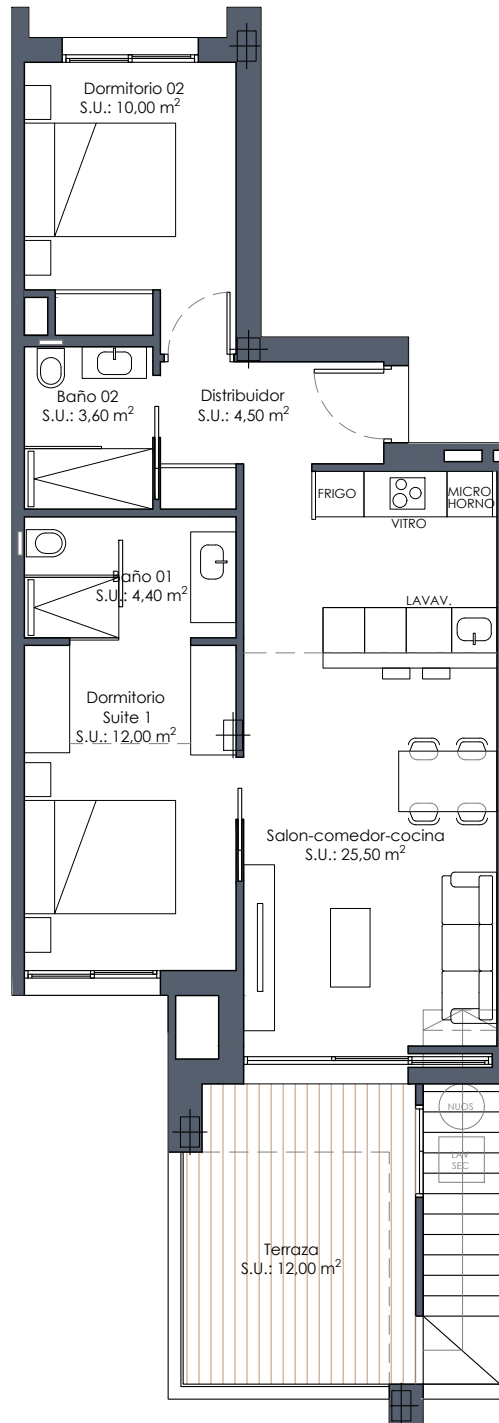 Dormitorio 02
S.U.: 10,00 m²
Baño 02
S.U.: 3,60 m²
Distribuidor
S.U.: 4,50 m²
FRIGO
VITRO
MICRO
HORNO
Baño 01
S.U.: 4,40 m²
LAVAV.
Dormitorio
Suite 1
S.U.: 12,00 m²
Salon-comedor-cocina
S.U.: 25,50 m²
NUOS
LAV
SEC
Terraza
S.U.: 12,00 m²